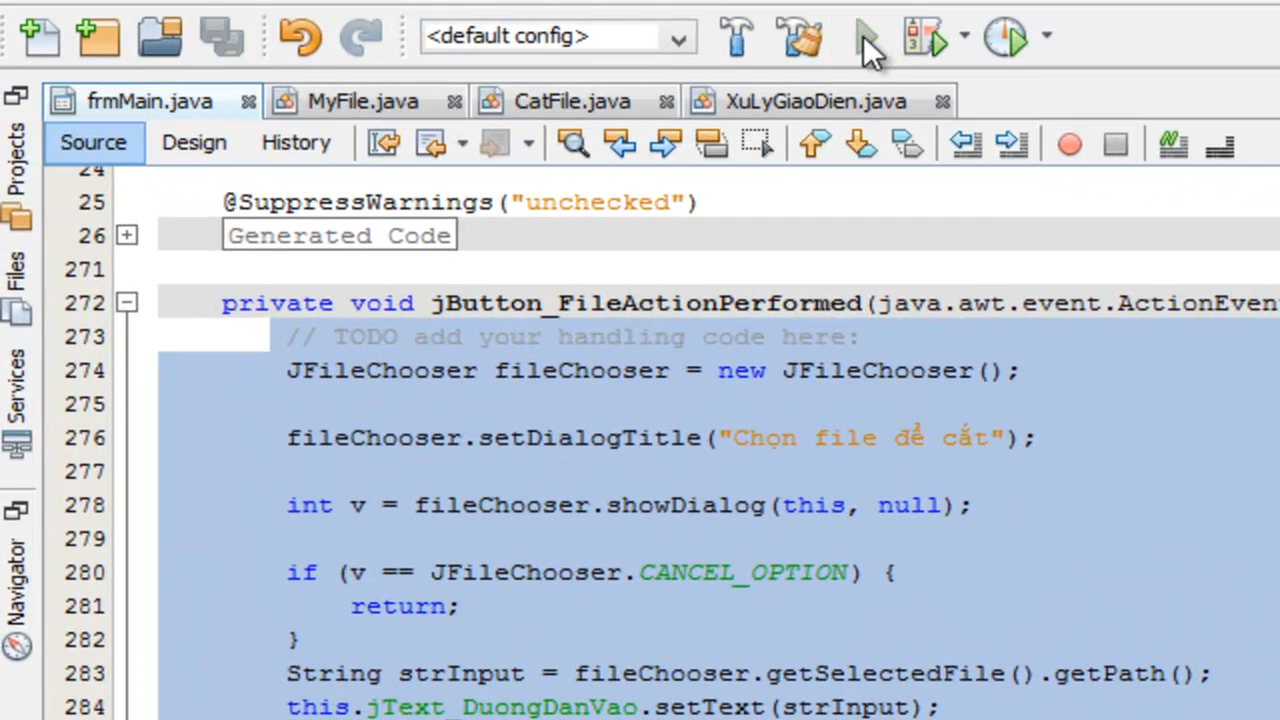 <default config>
frmMain.java MyFile.java CatFile.java XuLyGiaoDien.java
Source Design History
Projects
Files
Services
Navigator
24
25 @SuppressWarnings("unchecked")
26 Generated Code
271
272 private void jButton_FileActionPerformed(java.awt.event.ActionEven
273 // TODO add your handling code here:
274 JFileChooser fileChooser = new JFileChooser();
275
276 fileChooser.setDialogTitle("Chọn file để cắt");
277
278 int v = fileChooser.showDialog(this, null);
279
280 if (v == JFileChooser.CANCEL_OPTION) {
281 return;
282 }
283 String strInput = fileChooser.getSelectedFile().getPath();
284 this.jText_DuongDanVao.setText(strInput);